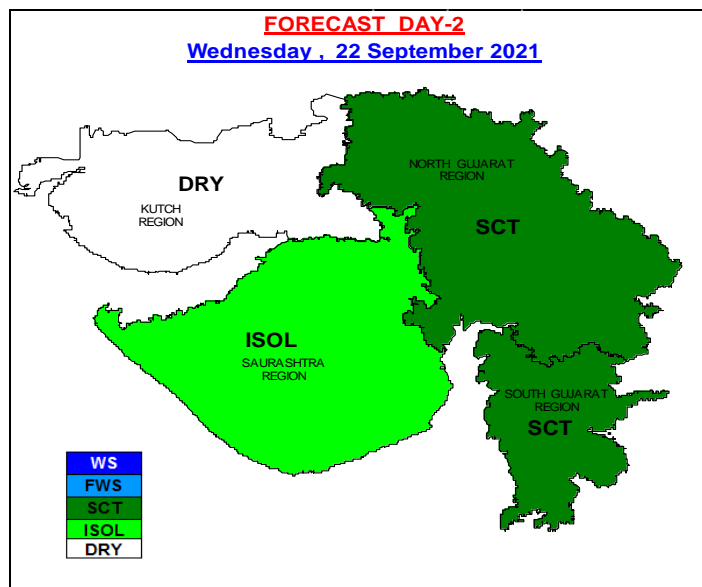 FORECAST DAY-2
Wednesday , 22 September 2021
NORTH GUJARAT
REGION
DRY
KUTCH
REGION
SCT
ISOL
SAURASHTRA
REGION
SOUTH GUJARAT
REGION
SCT
WS
FWS
SCT
ISOL
DRY